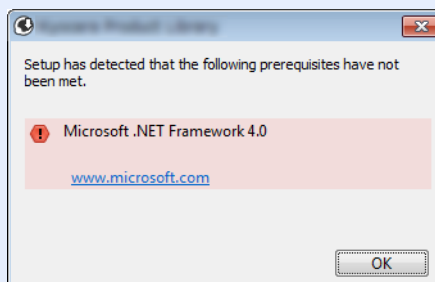 Setup has detected that the following prerequisites have not
been met.
Microsoft .NET Framework 4.0
www.microsoft.com
OK